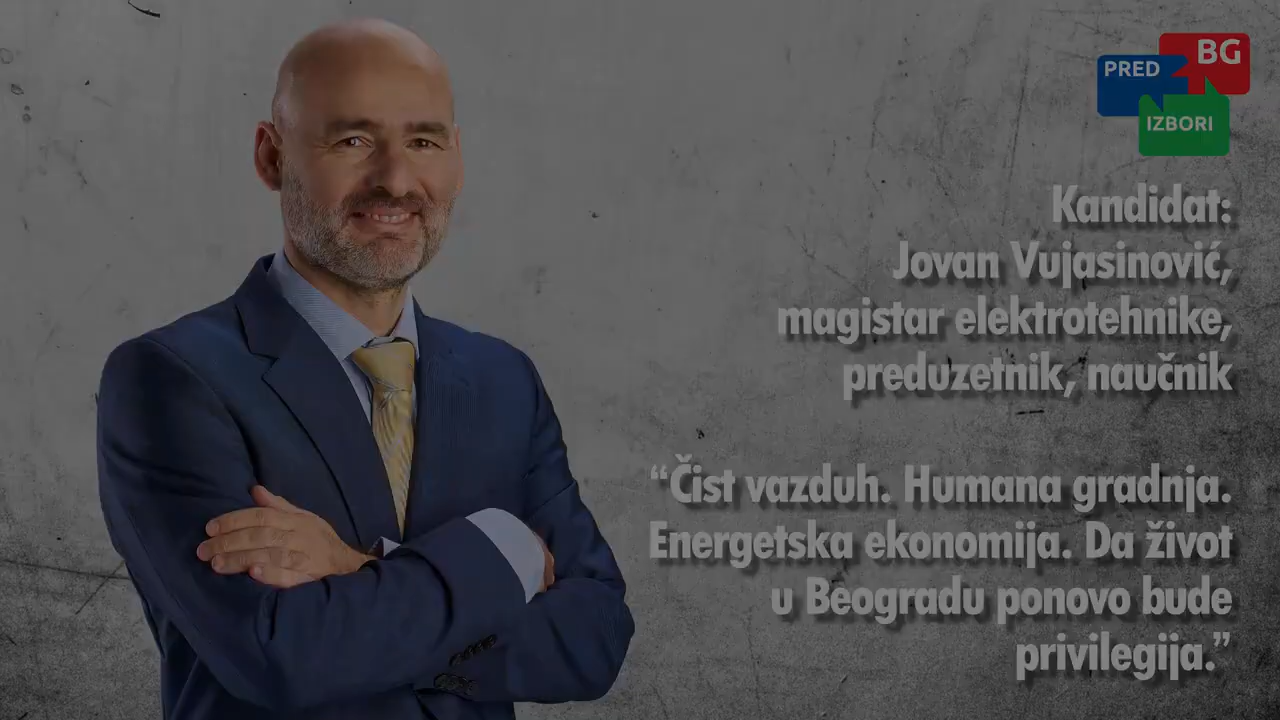 BG
PRED
IZBORI
Kandidat:
Jovan Vujasinović,
magistar elektrotehnike,
preduzetnik, naučnik
“Čist vazduh. Humana gradnja.
Energetska ekonomija. Da život
u Beogradu ponovo bude
privilegija.”